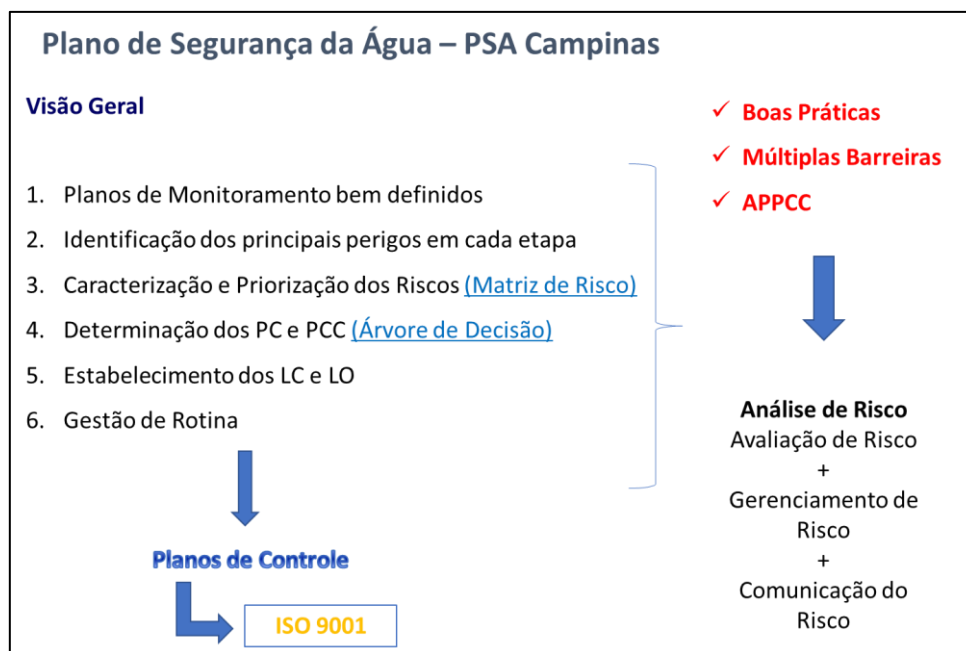 Plano de Segurança da Água – PSA Campinas
Visão Geral
1. Planos de Monitoramento bem definidos
2. Identificação dos principais perigos em cada etapa
3. Caracterização e Priorização dos Riscos (Matriz de Risco)
4. Determinação dos PC e PCC (Árvore de Decisão)
5. Estabelecimento dos LC e LO
6. Gestão de Rotina
Planos de Controle
ISO 9001
✓ Boas Práticas
✓ Múltiplas Barreiras
✓ APPCC
Análise de Risco
Avaliação de Risco
+
Gerenciamento de
Risco
+
Comunicação do
Risco